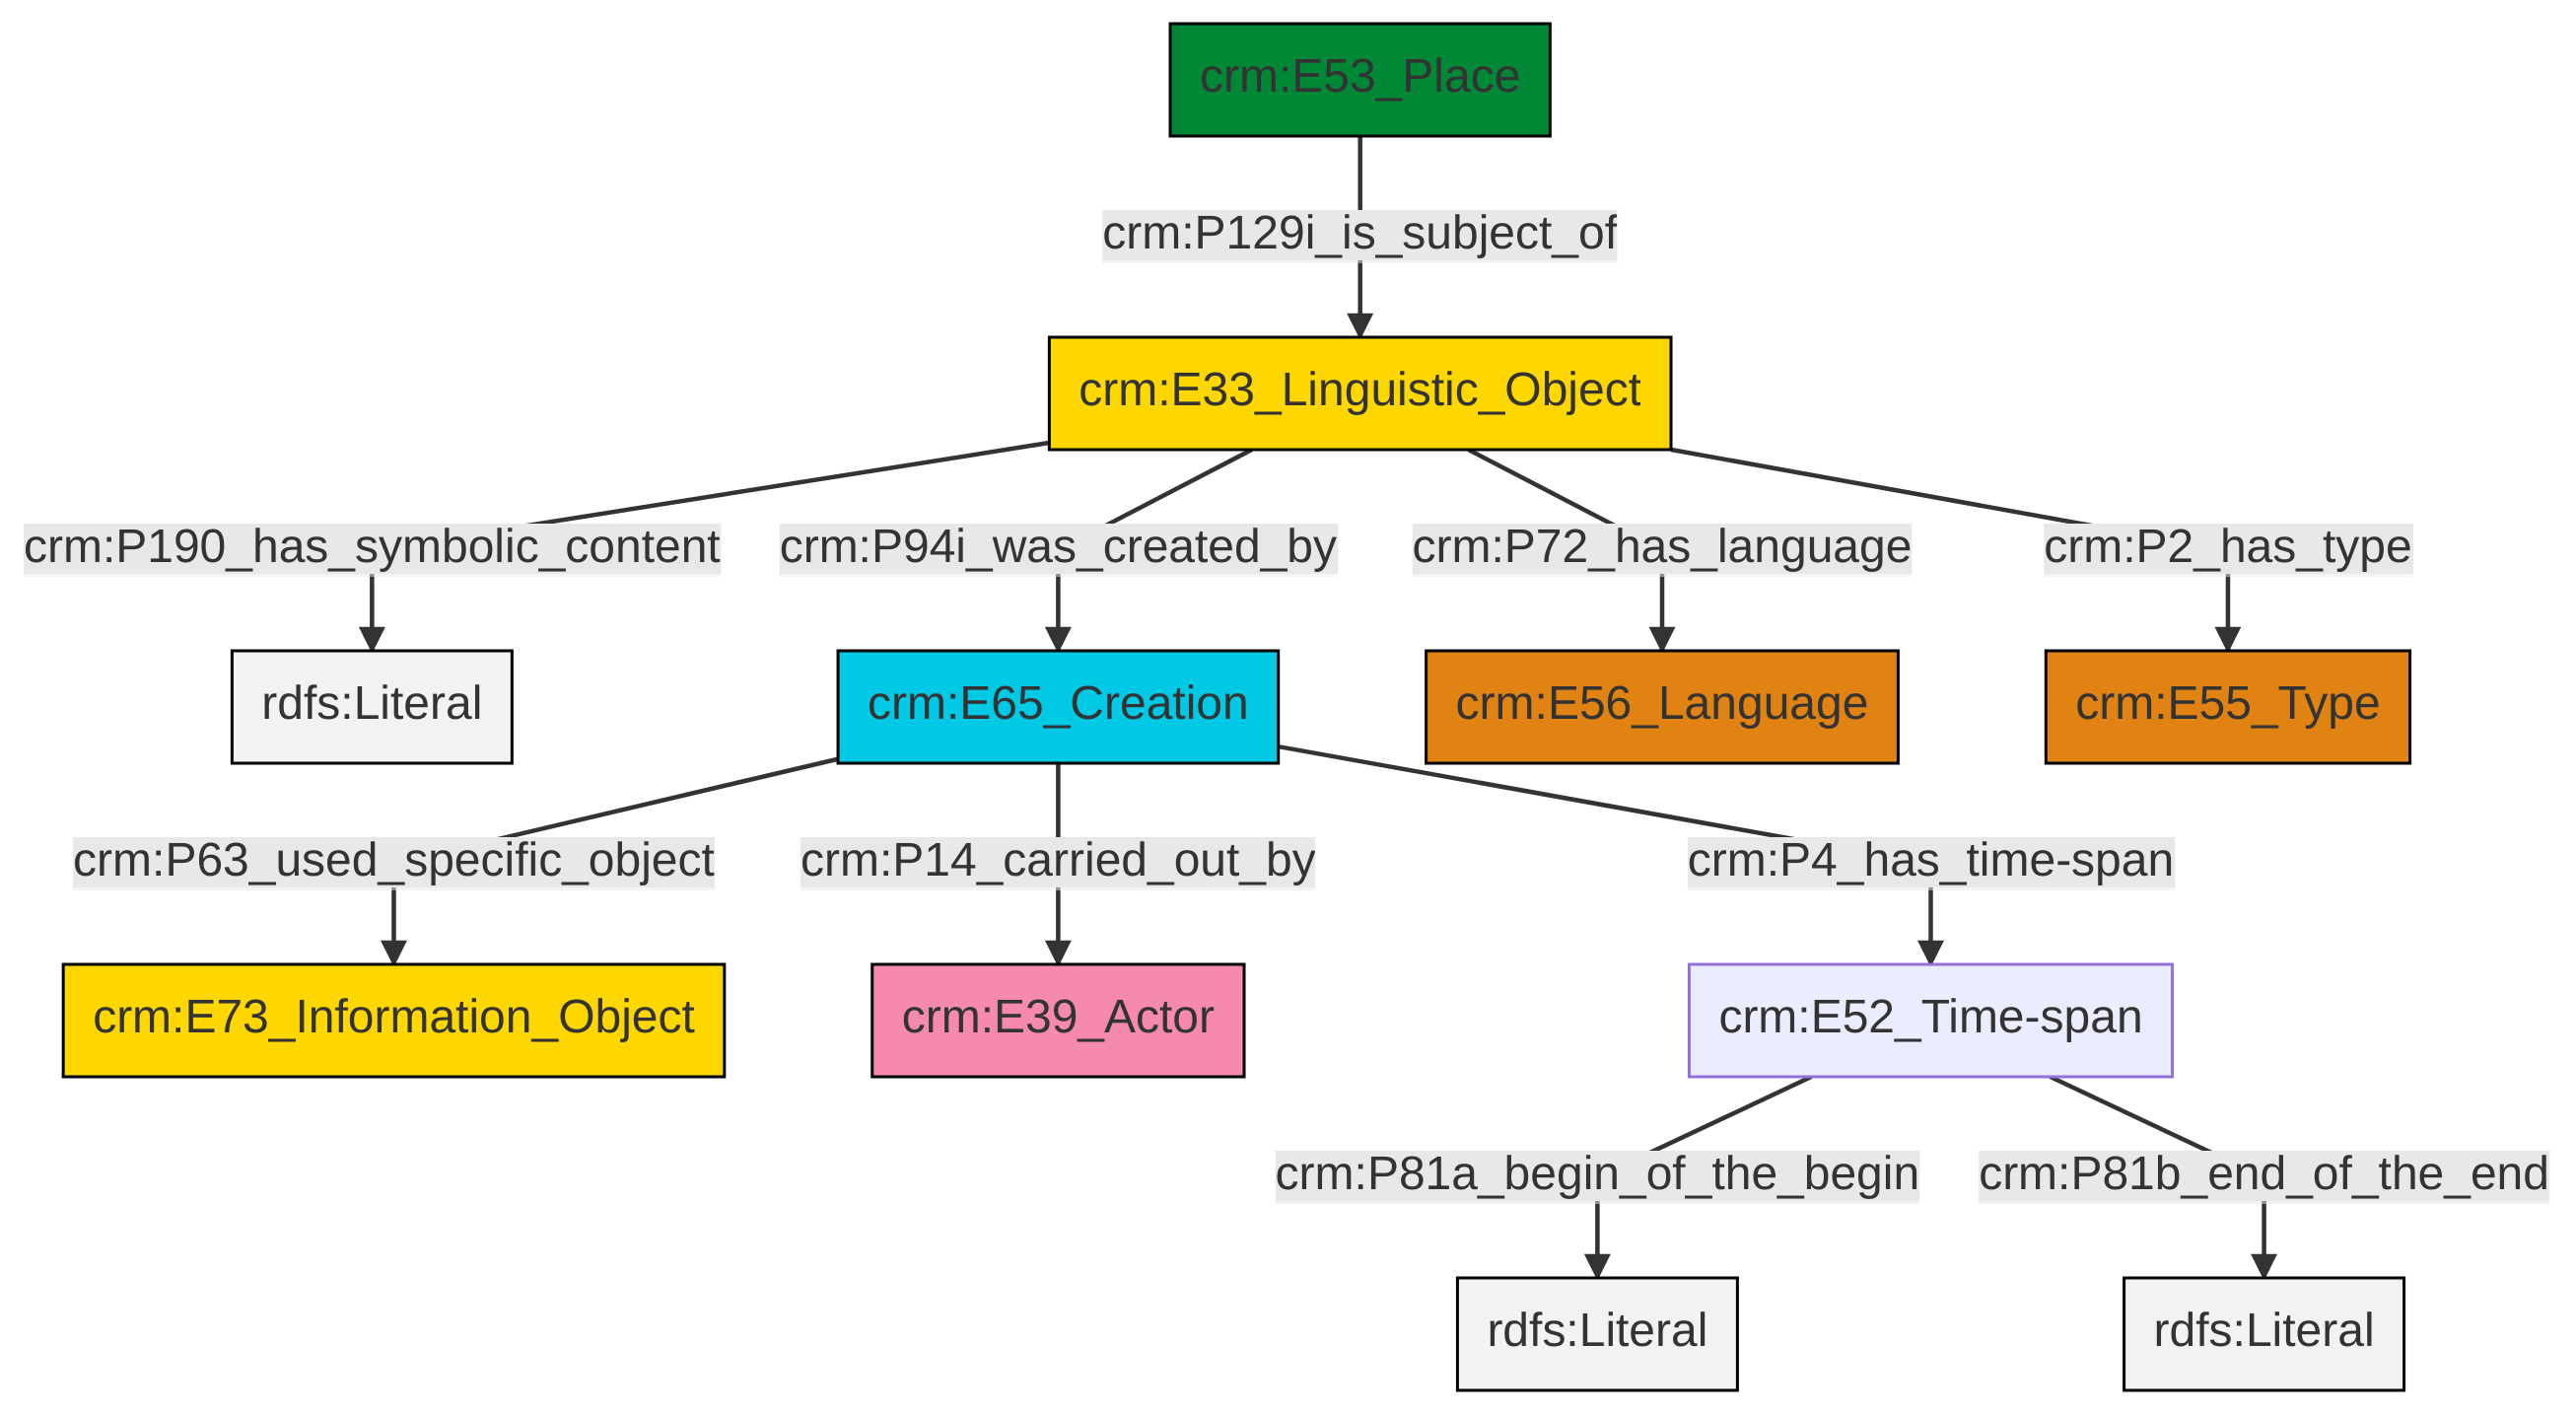 crm:E53_Place
crm:P129i_is_subject_of
crm:E33_Linguistic_Object
crm:P190_has_symbolic_content
crm:P94i_was_created_by
crm:P72_has_language
crm:P2_has_type
rdfs:Literal
crm:E65_Creation
crm:E56_Language
crm:E55_Type
crm:P63_used_specific_object
crm:P14_carried_out_by
crm:P4_has_time-span
crm:E73_Information_Object
crm:E39_Actor
crm:E52_Time-span
crm:P81a_begin_of_the_begin
crm:P81b_end_of_the_end
rdfs:Literal
rdfs:Literal